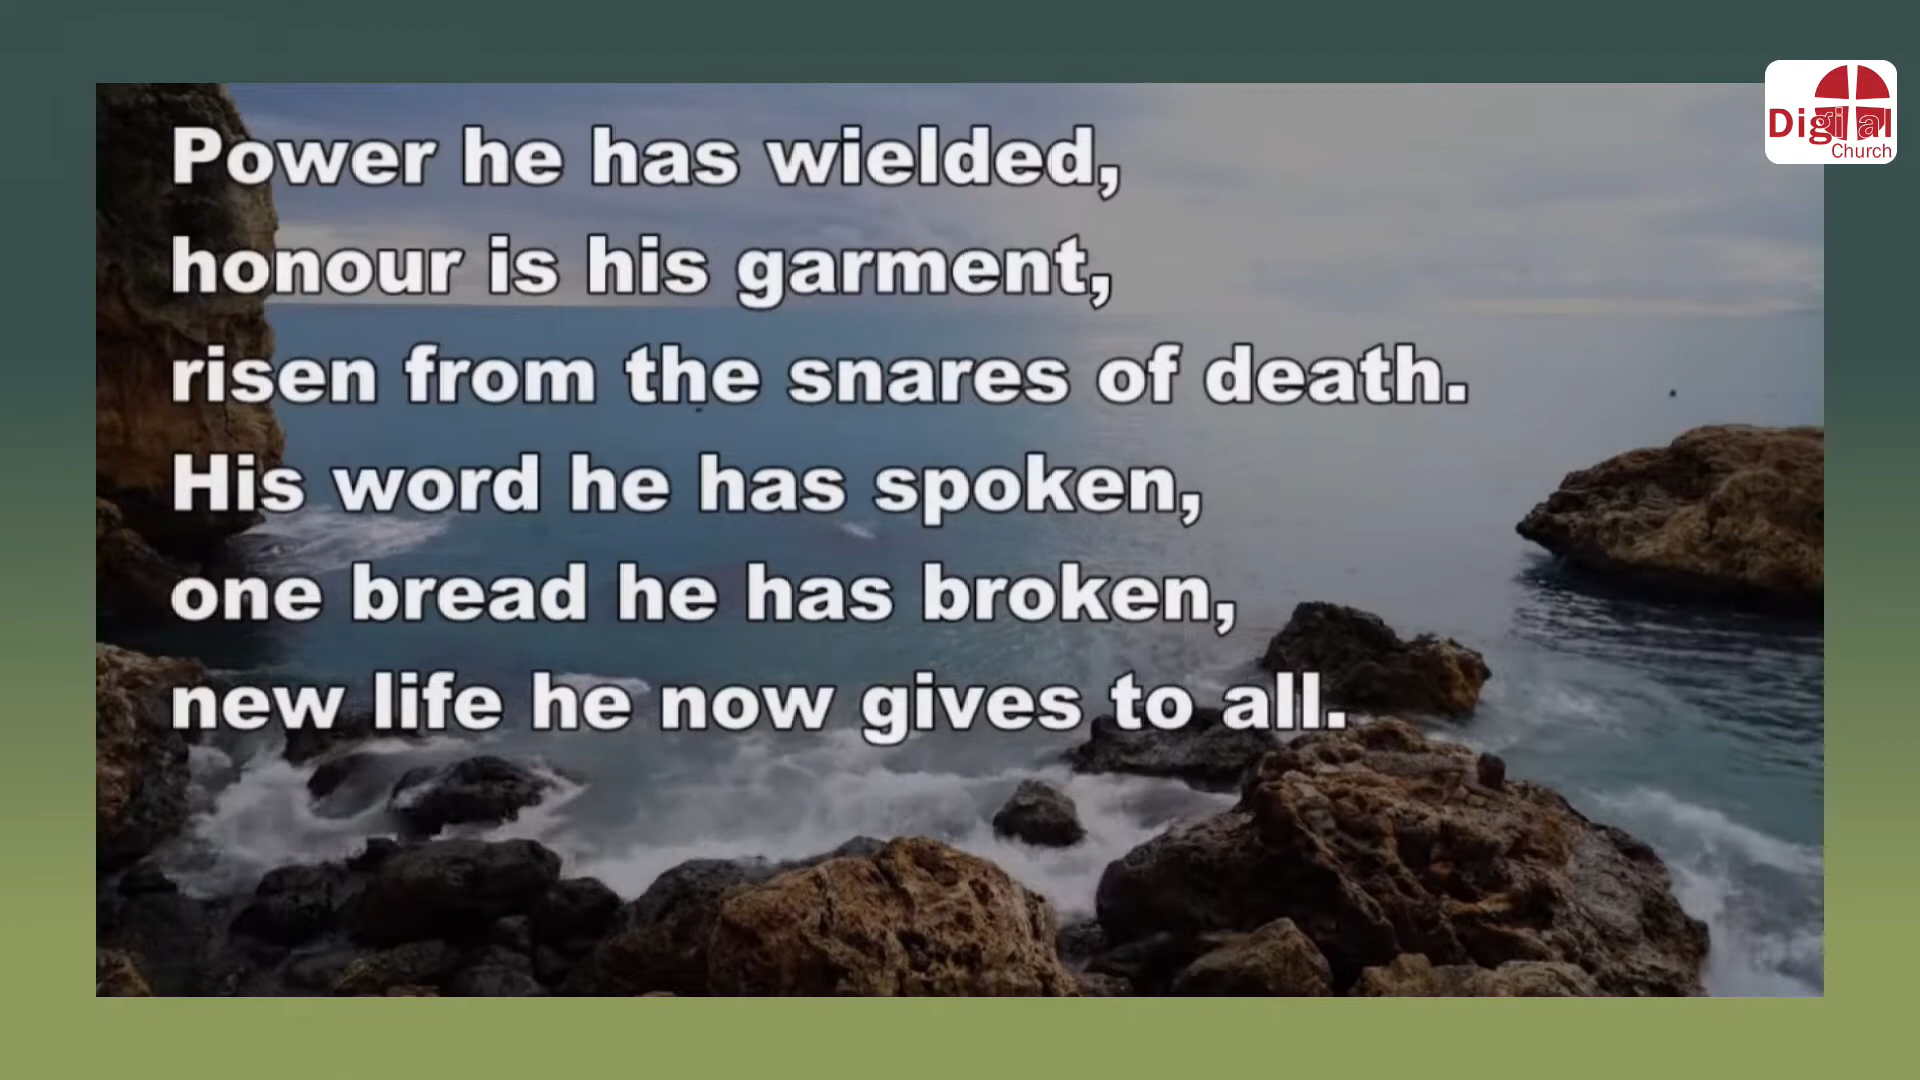 Power he has wielded,
honour is his garment,
risen from the snares of death.
His word he has spoken,
one bread he has broken,
new life he now gives to all.
Digital
Church